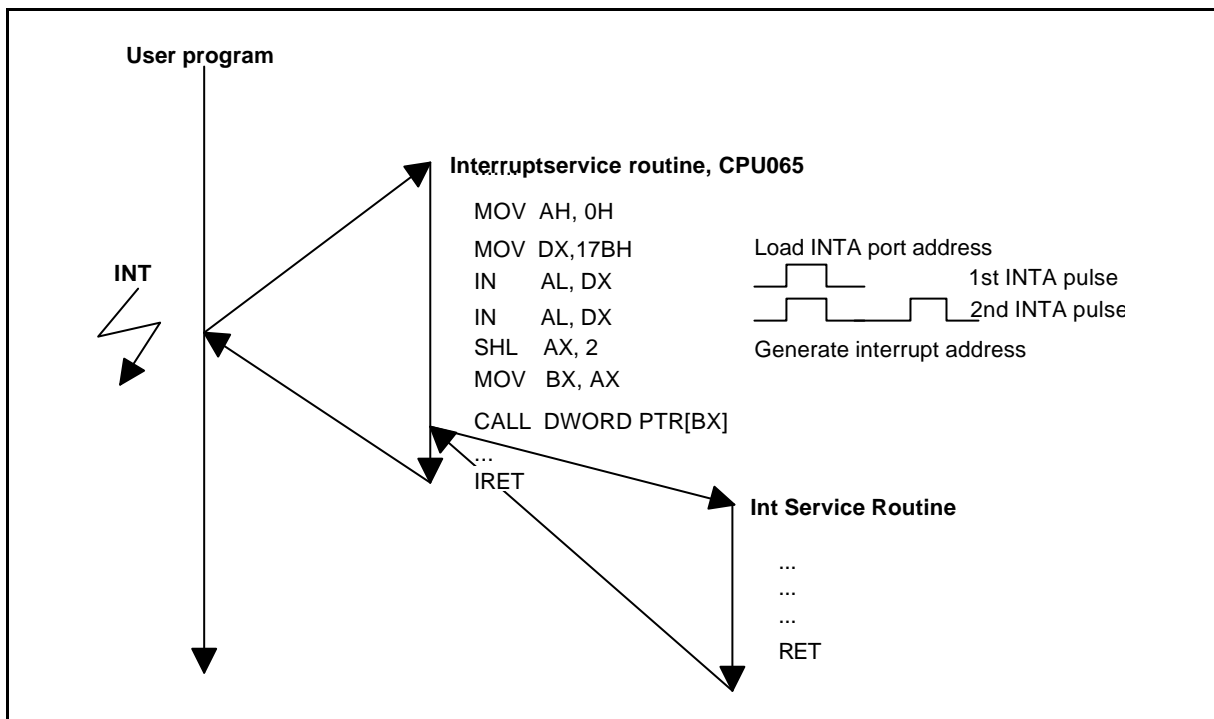 User program
Interruptservice routine, CPU065
.......
MOV AH, 0H
MOV DX,17BH
Load INTA port address
INT
IN AL, DX
1st INTA pulse
IN AL, DX
2nd INTA pulse
SHL AX, 2
Generate interrupt address
MOV BX, AX
CALL DWORD PTR[BX]
...
IRET
Int Service Routine
...
...
...
RET